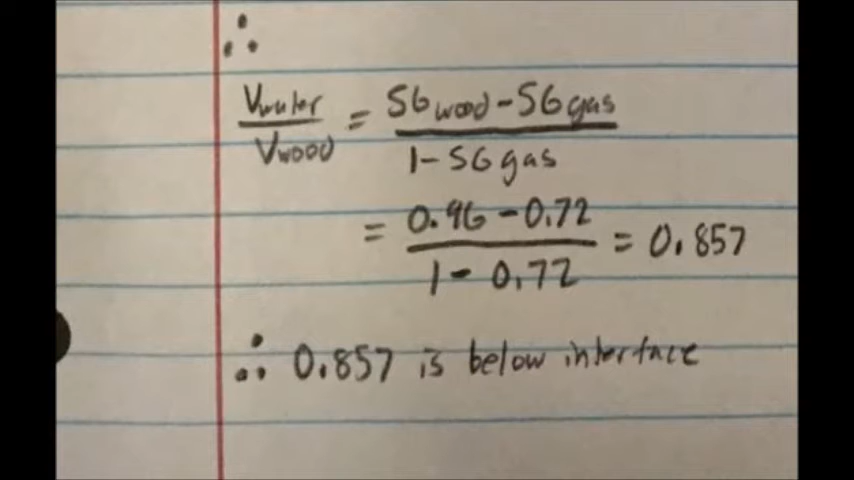 ∴
Vwater/Vwood = SGwood - SGgas / 1 - SGgas
= 0.96 - 0.72 / 1 - 0.72 = 0.857
∴ 0.857 is below interface